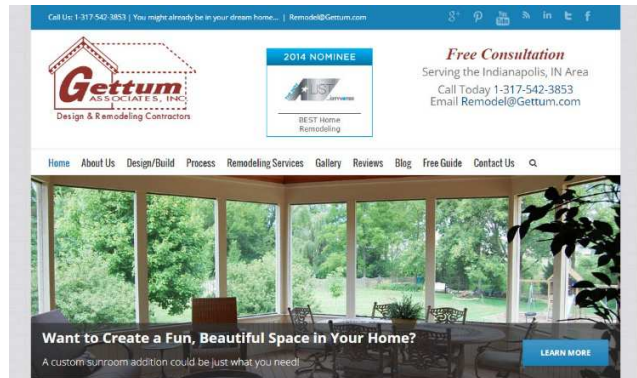 Call Us: 1-317-542-3853 | You might already be in your dream home... | Remodel@Gettum.com
Gettum
ASSOCIATES, INC.
Design & Remodeling Contractors
2014 NOMINEE
A LIST
BEST Home
Remodeling
Free Consultation
Serving the Indianapolis, IN Area
Call Today 1-317-542-3853
Email Remodel@Gettum.com
Home About Us Design/Build Process Remodeling Services Gallery Reviews Blog Free Guide Contact Us
Want to Create a Fun, Beautiful Space in Your Home?
A custom sunroom addition could be just what you need!
LEARN MORE